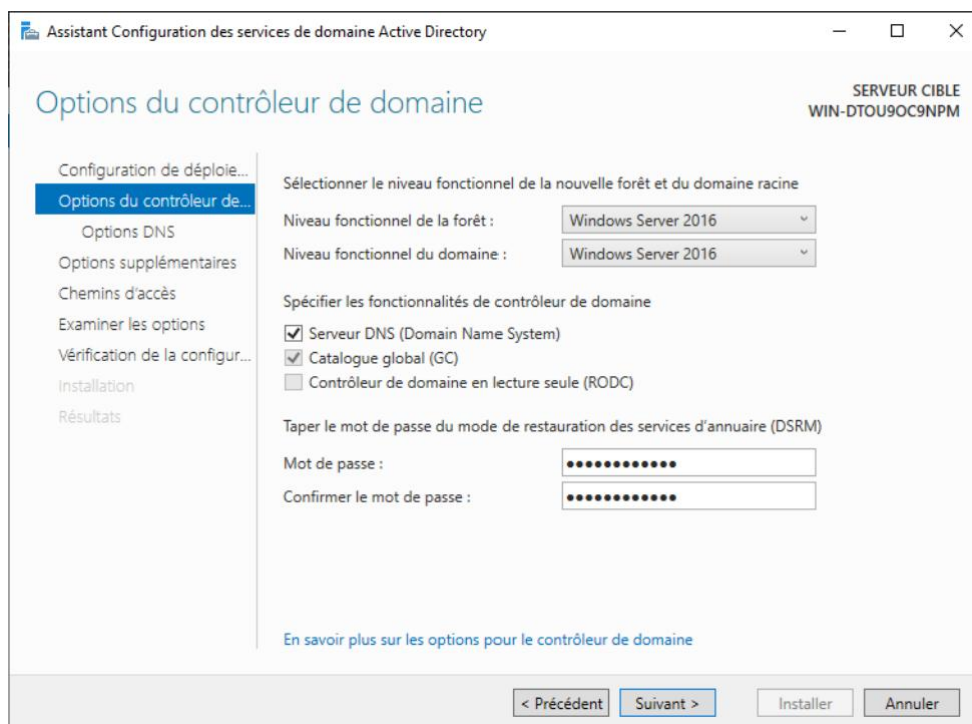 Assistant Configuration des services de domaine Active Directory
Options du contrôleur de domaine
SERVEUR CIBLE
WIN-DTOU9OC9NPM
Configuration de déploie...
Options du contrôleur de...
Options DNS
Options supplémentaires
Chemins d'accès
Examiner les options
Vérification de la configur...
Installation
Résultats
Sélectionner le niveau fonctionnel de la nouvelle forêt et du domaine racine
Niveau fonctionnel de la forêt : Windows Server 2016
Niveau fonctionnel du domaine : Windows Server 2016
Spécifier les fonctionnalités de contrôleur de domaine
Serveur DNS (Domain Name System)
Catalogue global (GC)
Contrôleur de domaine en lecture seule (RODC)
Taper le mot de passe du mode de restauration des services d'annuaire (DSRM)
Mot de passe : ••••••••••••
Confirmer le mot de passe : ••••••••••••
En savoir plus sur les options pour le contrôleur de domaine
< Précédent Suivant > Installer Annuler